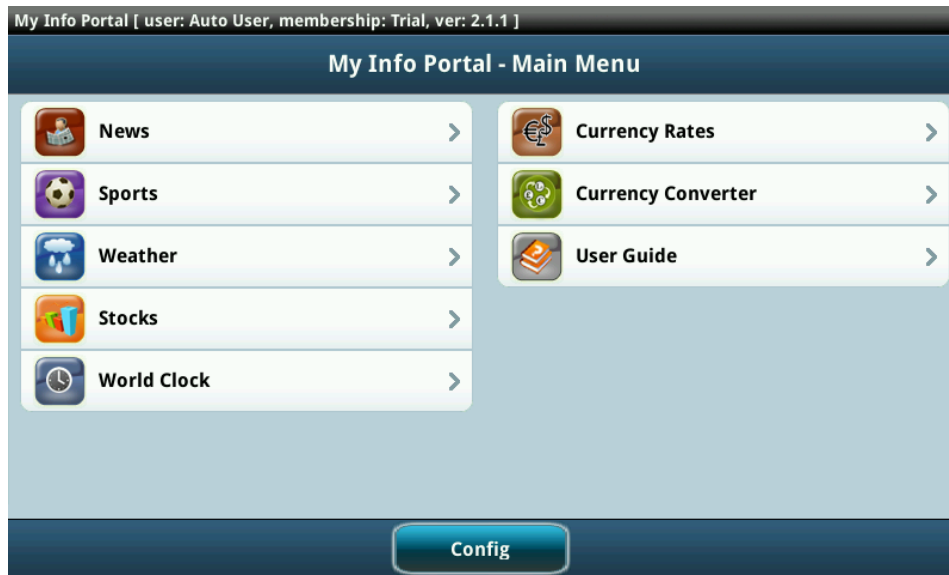 My Info Portal [ user: Auto User, membership: Trial, ver: 2.1.1 ]
My Info Portal - Main Menu
News
Sports
Weather
Stocks
World Clock
Currency Rates
Currency Converter
User Guide
Config